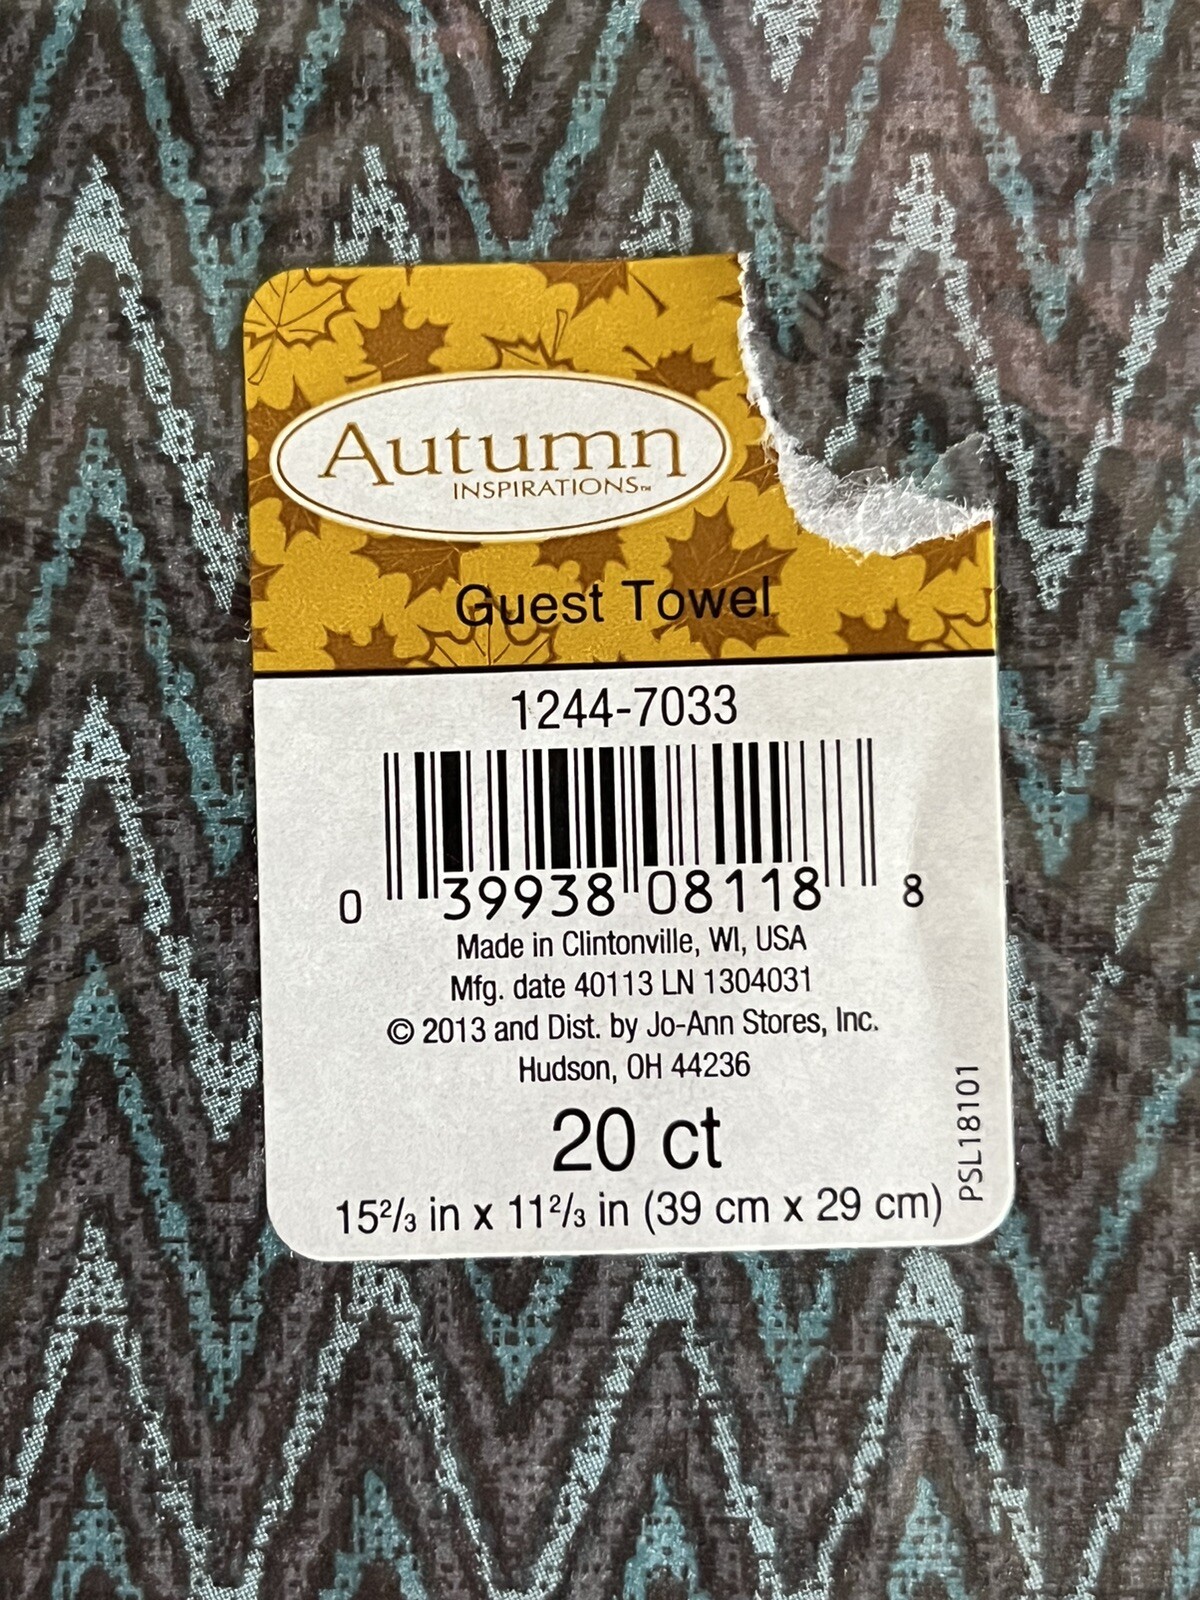 Autumn
INSPIRATIONS™
Guest Towel
1244-7033
0 39938 08118 8
Made in Clintonville, WI, USA
Mfg. date 40113 LN 1304031
© 2013 and Dist. by Jo-Ann Stores, Inc.
Hudson, OH 44236
20 ct
15²/₃ in x 11²/₃ in (39 cm x 29 cm)
PSL18101